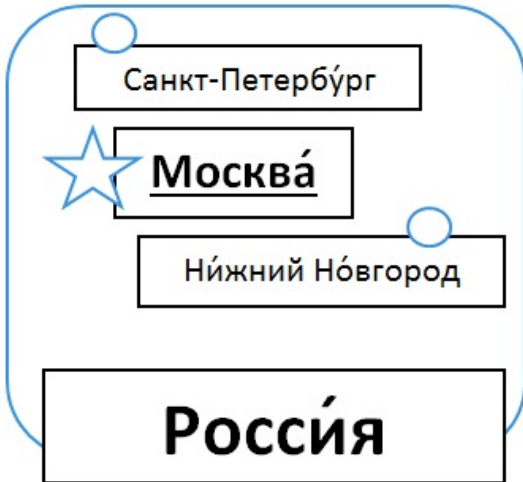 Санкт-Петербу́рг
Москва́
Ни́жний Но́вгород
Росси́я